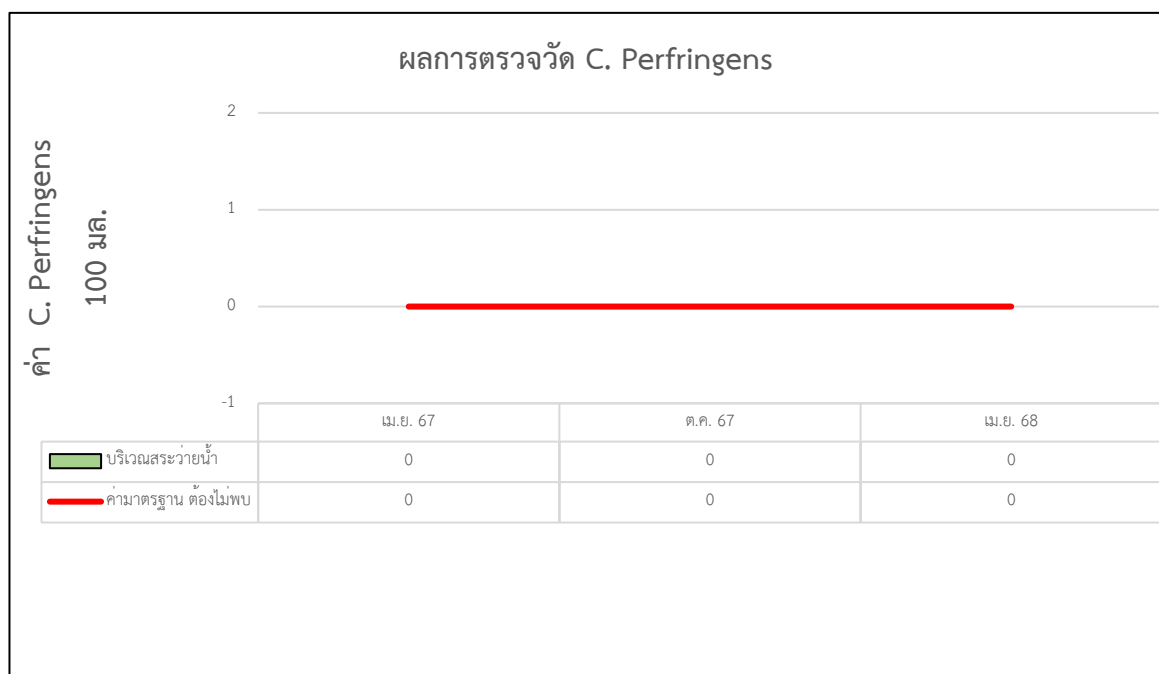 ผลการตรวจวัด C. Perfringens
ค่า C. Perfringens
100 มล.
2
1
0
-1
เม.ย. 67 ต.ค. 67 เม.ย. 68
บริเวณสระว่ายน้ำ 0 0 0
ค่ามาตรฐาน ต้องไม่พบ 0 0 0